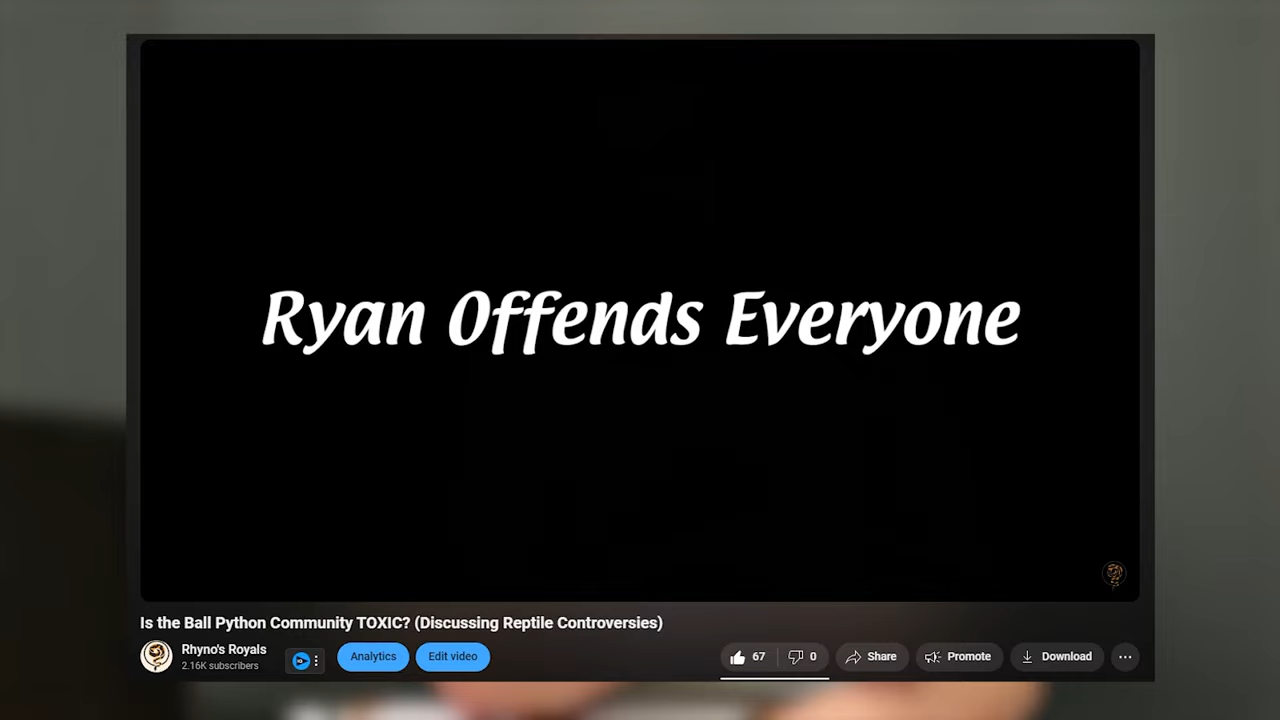 Ryan Offends Everyone
Is the Ball Python Community TOXIC? (Discussing Reptile Controversies)
Rhyno's Royals
2.16K subscribers
Analytics
Edit video
67
0
Share
Promote
Download